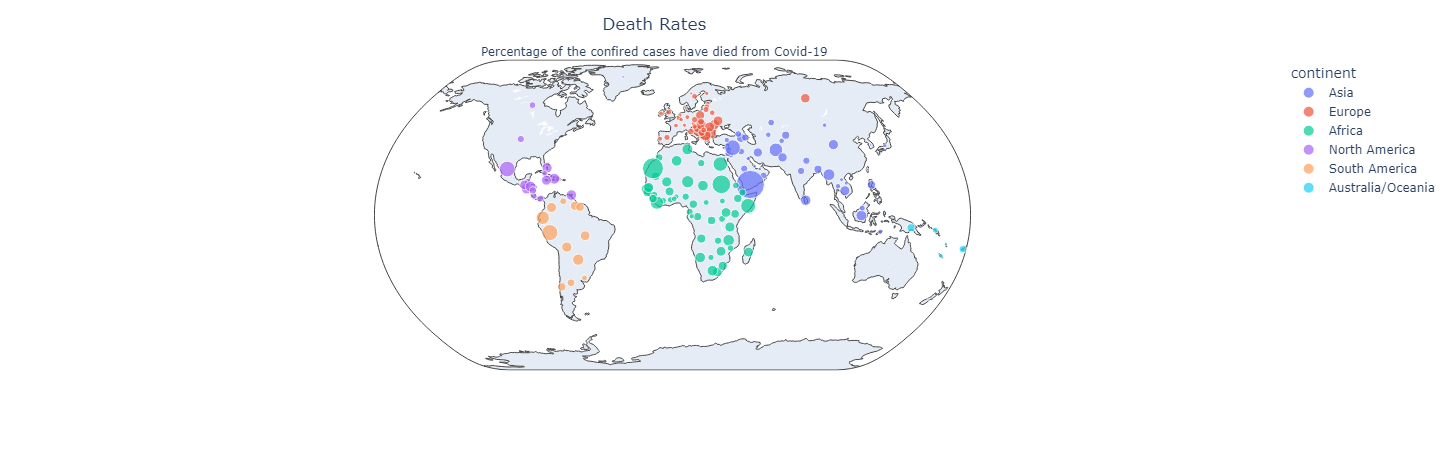 Death Rates
Percentage of the confired cases have died from Covid-19
continent
Asia
Europe
Africa
North America
South America
Australia/Oceania